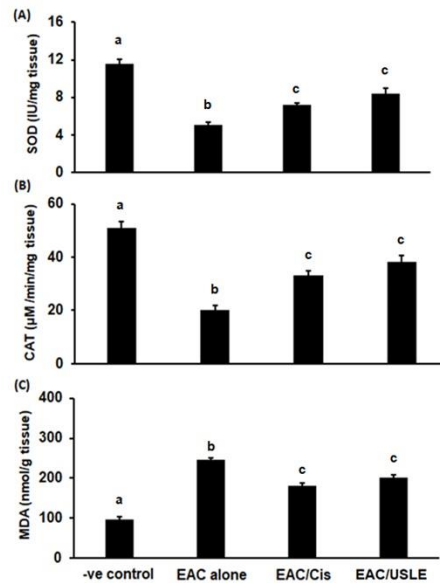 (A)
SOD (IU/mg tissue)
16
12
8
4
0
a
b
c
c
(B)
CAT (µM /min/mg tissue)
60
40
20
0
a
b
c
c
(C)
MDA (nmol/g tissue)
400
300
200
100
0
a
b
c
c
-ve control EAC alone EAC/Cis EAC/USLE